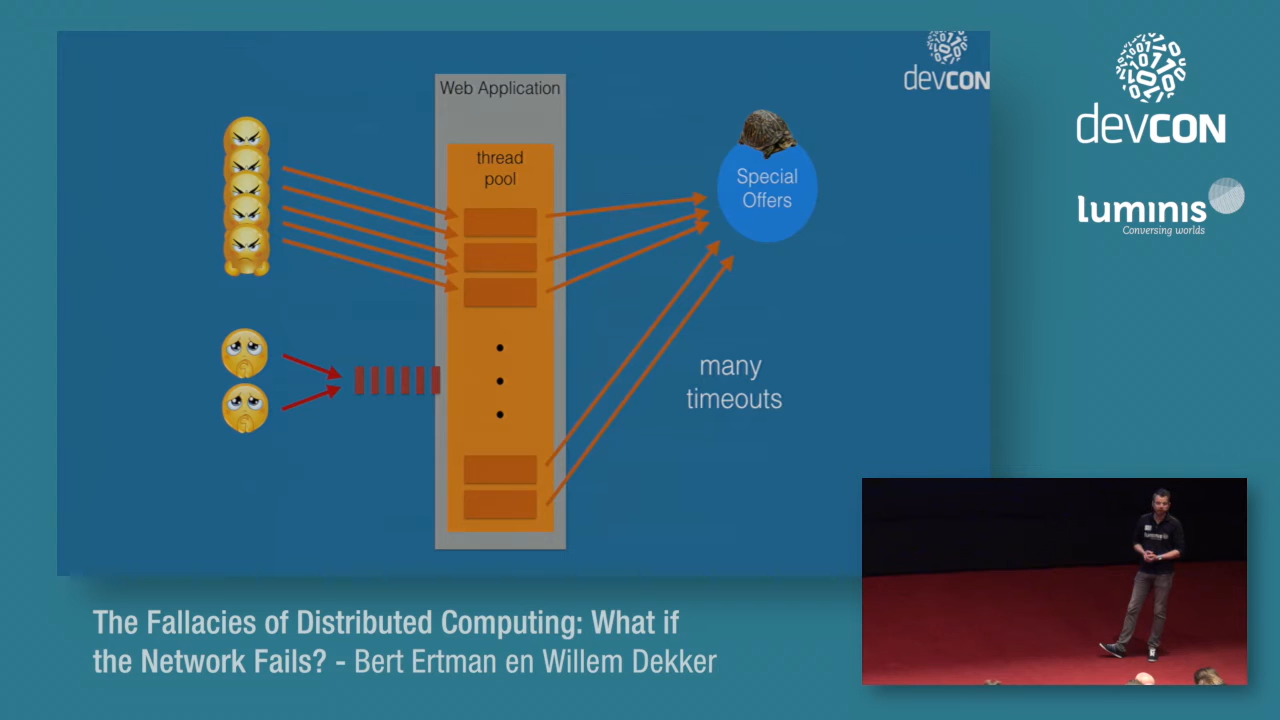 devCON
Web Application
thread
pool
Special
Offers
many
timeouts
devCON
luminis
Conversing worlds
luminis
The Fallacies of Distributed Computing: What if
the Network Fails? - Bert Ertman en Willem Dekker